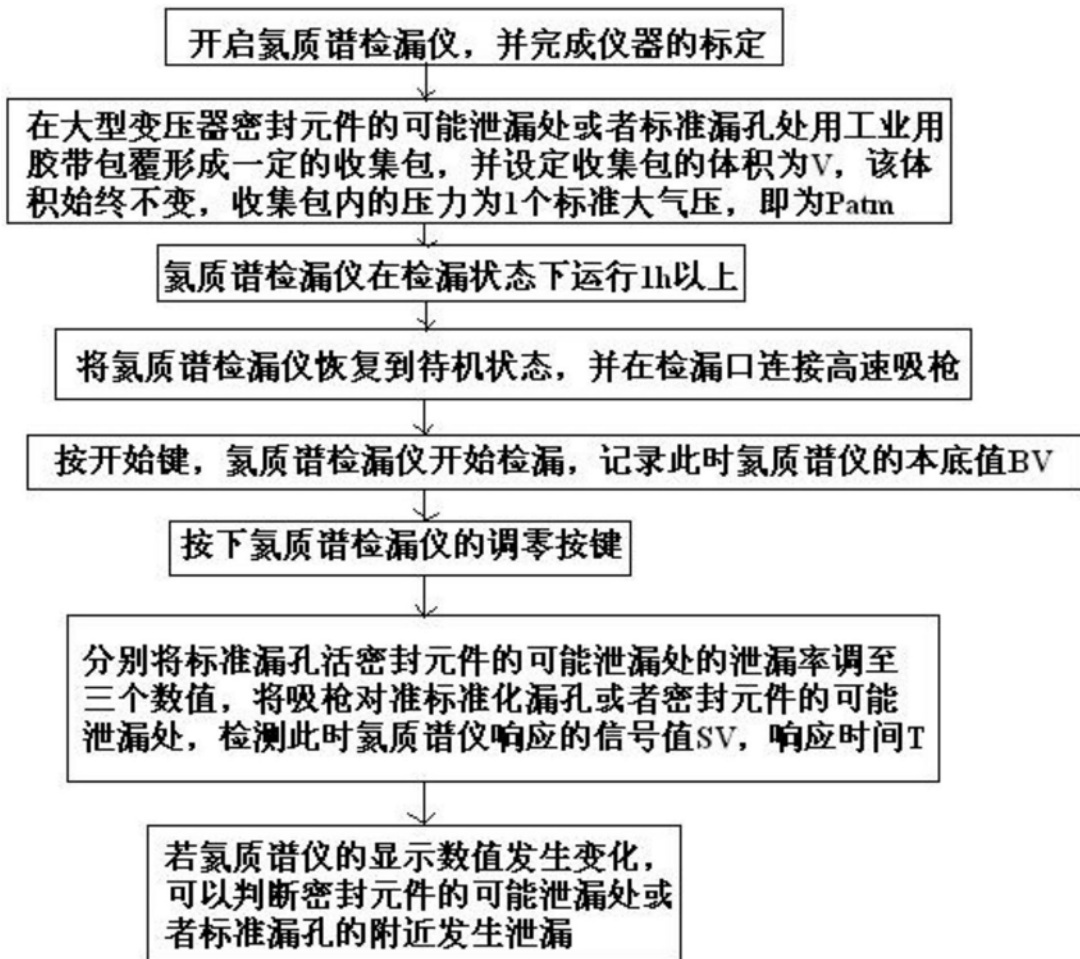 开启氦质谱检漏仪，并完成仪器的标定
在大型变压器密封元件的可能泄漏处或者标准漏孔处用工业用
胶带包覆形成一定的收集包，并设定收集包的体积为V，该体
积始终不变，收集包内的压力为1个标准大气压，即为Patm
氦质谱检漏仪在检漏状态下运行1h以上
将氦质谱检漏仪恢复到待机状态，并在检漏口连接高速吸枪
按开始键，氦质谱检漏仪开始检漏，记录此时氦质谱仪的本底值BV
按下氦质谱检漏仪的调零按键
分别将标准漏孔活密封元件的可能泄漏处的泄漏率调至
三个数值，将吸枪对准标准化漏孔或者密封元件的可能
泄漏处，检测此时氦质谱仪响应的信号值SV，响应时间T
若氦质谱仪的显示数值发生变化，
可以判断密封元件的可能泄漏处或
者标准漏孔的附近发生泄漏